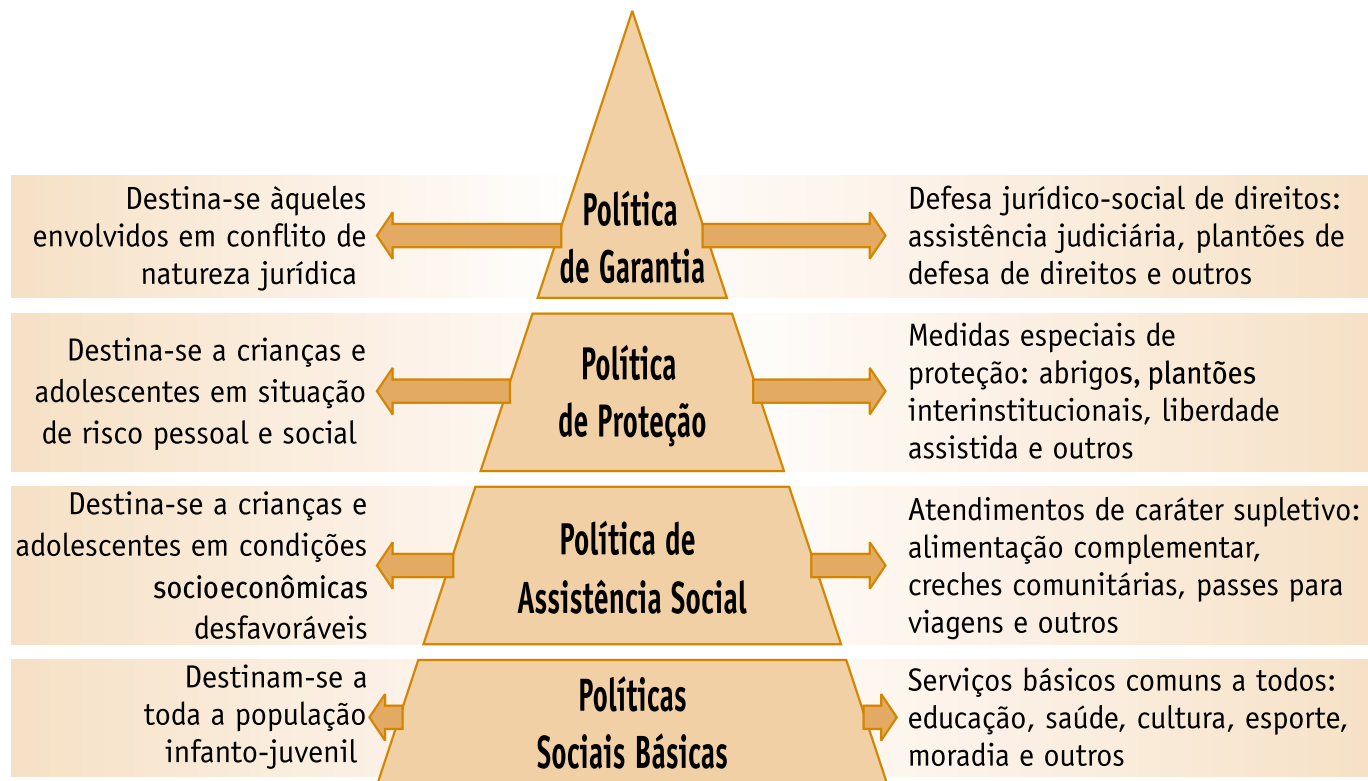 Destina-se àqueles
envolvidos em conflito de
natureza jurídica
Política
de Garantia
Defesa jurídico-social de direitos:
assistência judiciária, plantões de
defesa de direitos e outros
Destina-se a crianças e
adolescentes em situação
de risco pessoal e social
Política
de Proteção
Medidas especiais de
proteção: abrigos, plantões
interinstitucionais, liberdade
assistida e outros
Destina-se a crianças e
adolescentes em condições
socioeconômicas
desfavoráveis
Política de
Assistência Social
Atendimentos de caráter supletivo:
alimentação complementar,
creches comunitárias, passes para
viagens e outros
Destinam-se a
toda a população
infanto-juvenil
Políticas
Sociais Básicas
Serviços básicos comuns a todos:
educação, saúde, cultura, esporte,
moradia e outros